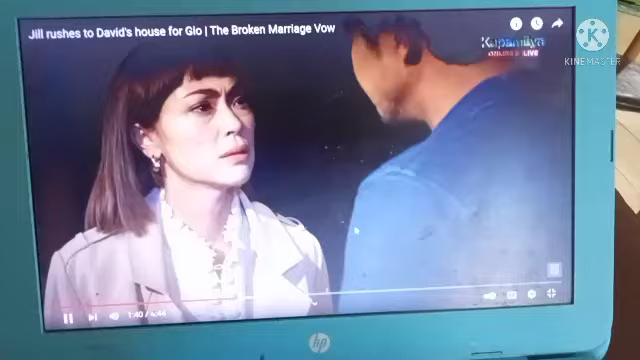 Jill rushes to David's house for Gio | The Broken Marriage Vow
Kapamilya
ONLINE LIVE
KINEMASTER
1:40 / 4:46
hp